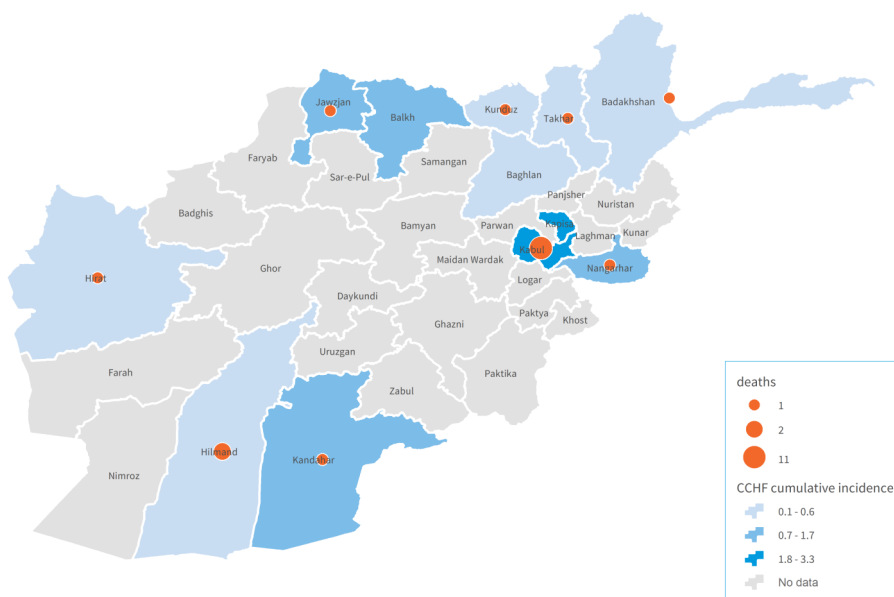 Badakhshan
Jawzjan
Kunduz
Balkh
Takhar
Faryab
Samangan
Sar-e-Pul
Baghlan
Panjsher
Nuristan
Badghis
Bamyan
Parwan
Kapisa
Laghman
Kunar
Kabul
Maidan Wardak
Ghor
Nangarhar
Hirat
Logar
Daykundi
Paktya
Ghazni
Khost
Uruzgan
Farah
Paktika
Zabul
Hilmand
Kandahar
Nimroz
deaths
1
2
11
CCHF cumulative incidence
0.1 - 0.6
0.7 - 1.7
1.8 - 3.3
No data